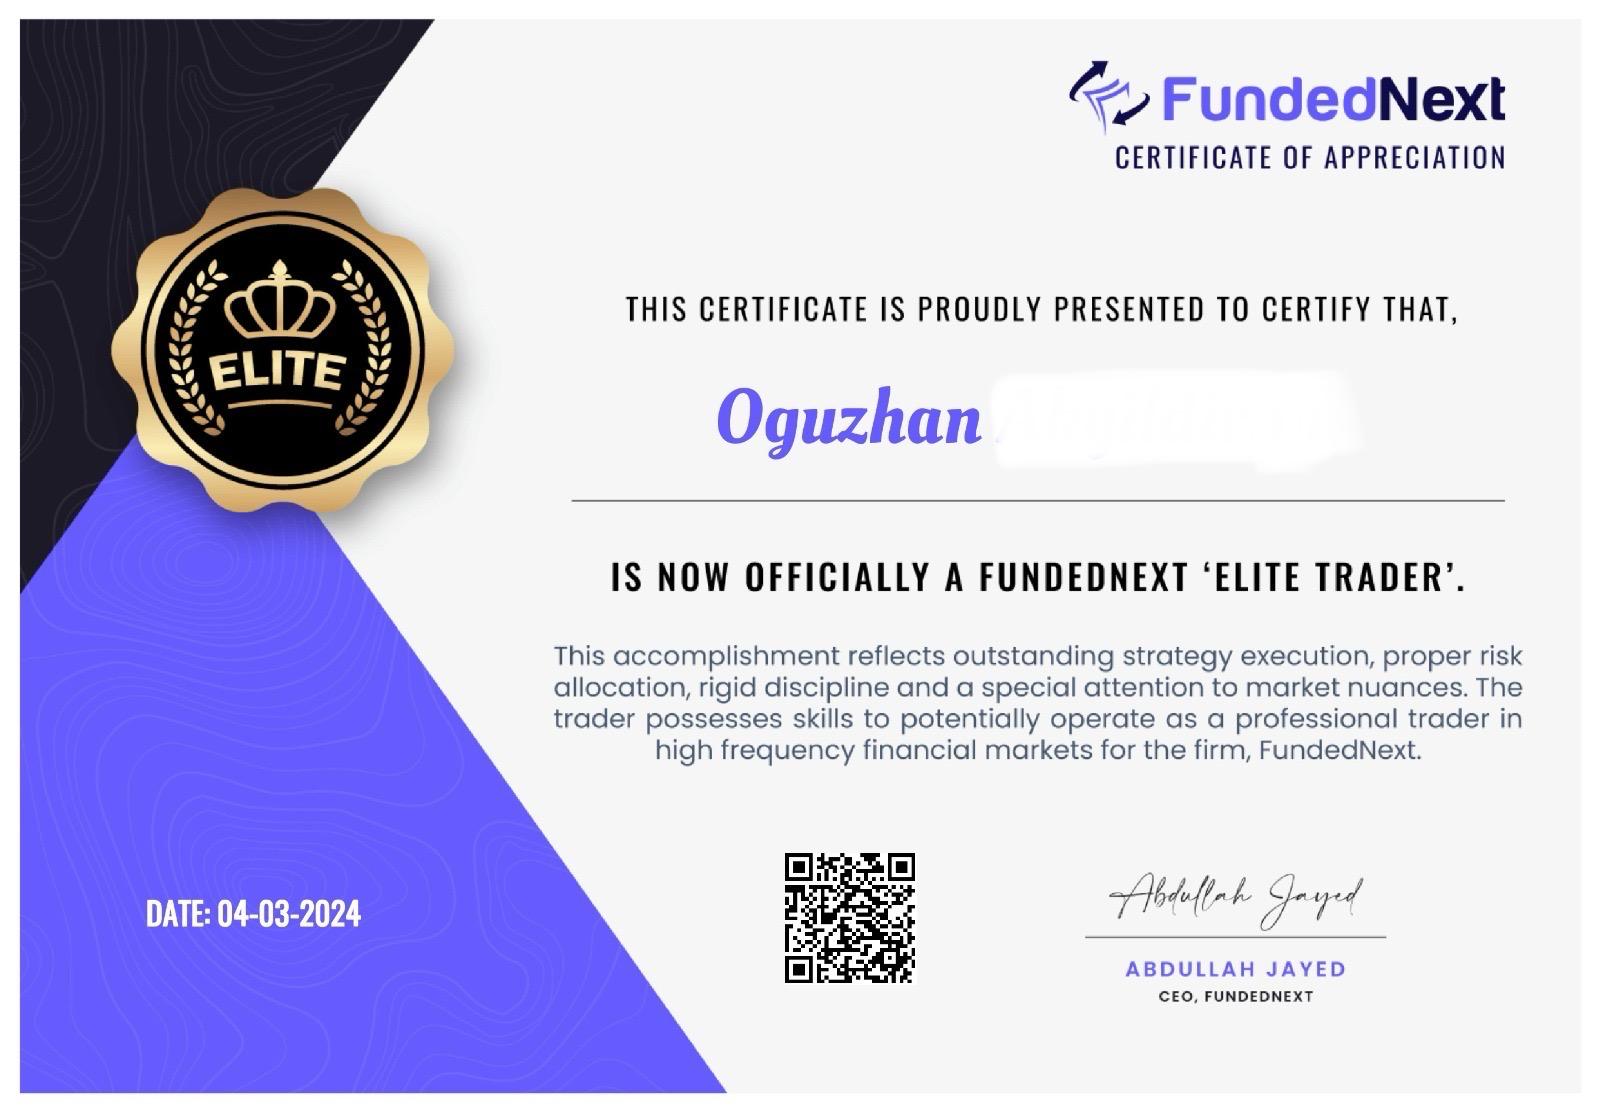 FundedNext
CERTIFICATE OF APPRECIATION
ELITE
THIS CERTIFICATE IS PROUDLY PRESENTED TO CERTIFY THAT,
Oguzhan
IS NOW OFFICIALLY A FUNDEDNEXT ‘ELITE TRADER’.
This accomplishment reflects outstanding strategy execution, proper risk
allocation, rigid discipline and a special attention to market nuances. The
trader possesses skills to potentially operate as a professional trader in
high frequency financial markets for the firm, FundedNext.
DATE: 04-03-2024
Abdullah Jayed
ABDULLAH JAYED
CEO, FUNDEDNEXT